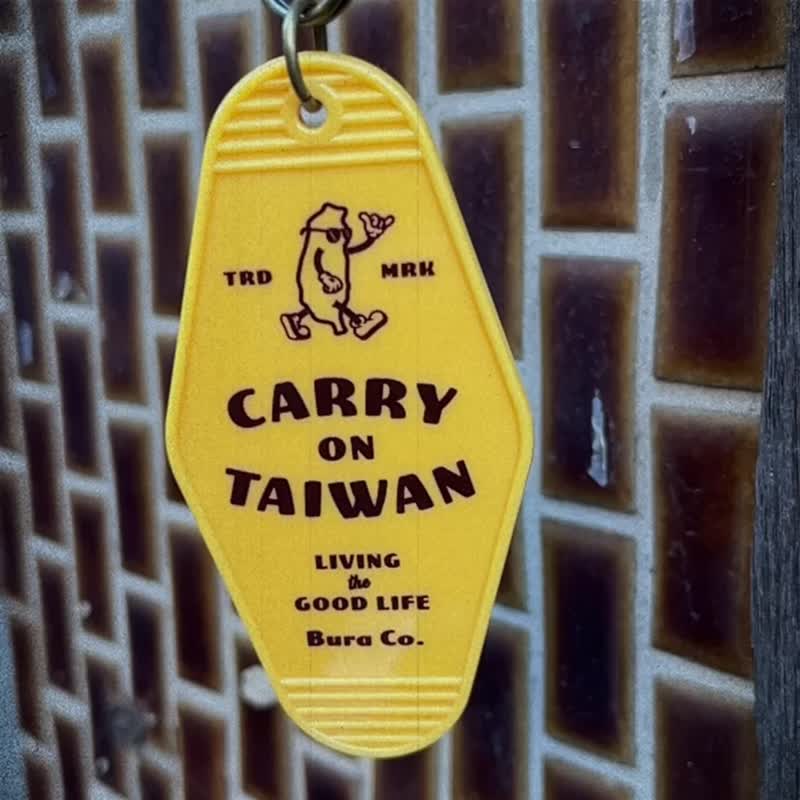 TRD MRK
CARRY
ON
TAIWAN
LIVING
the
GOOD LIFE
Bura Co.